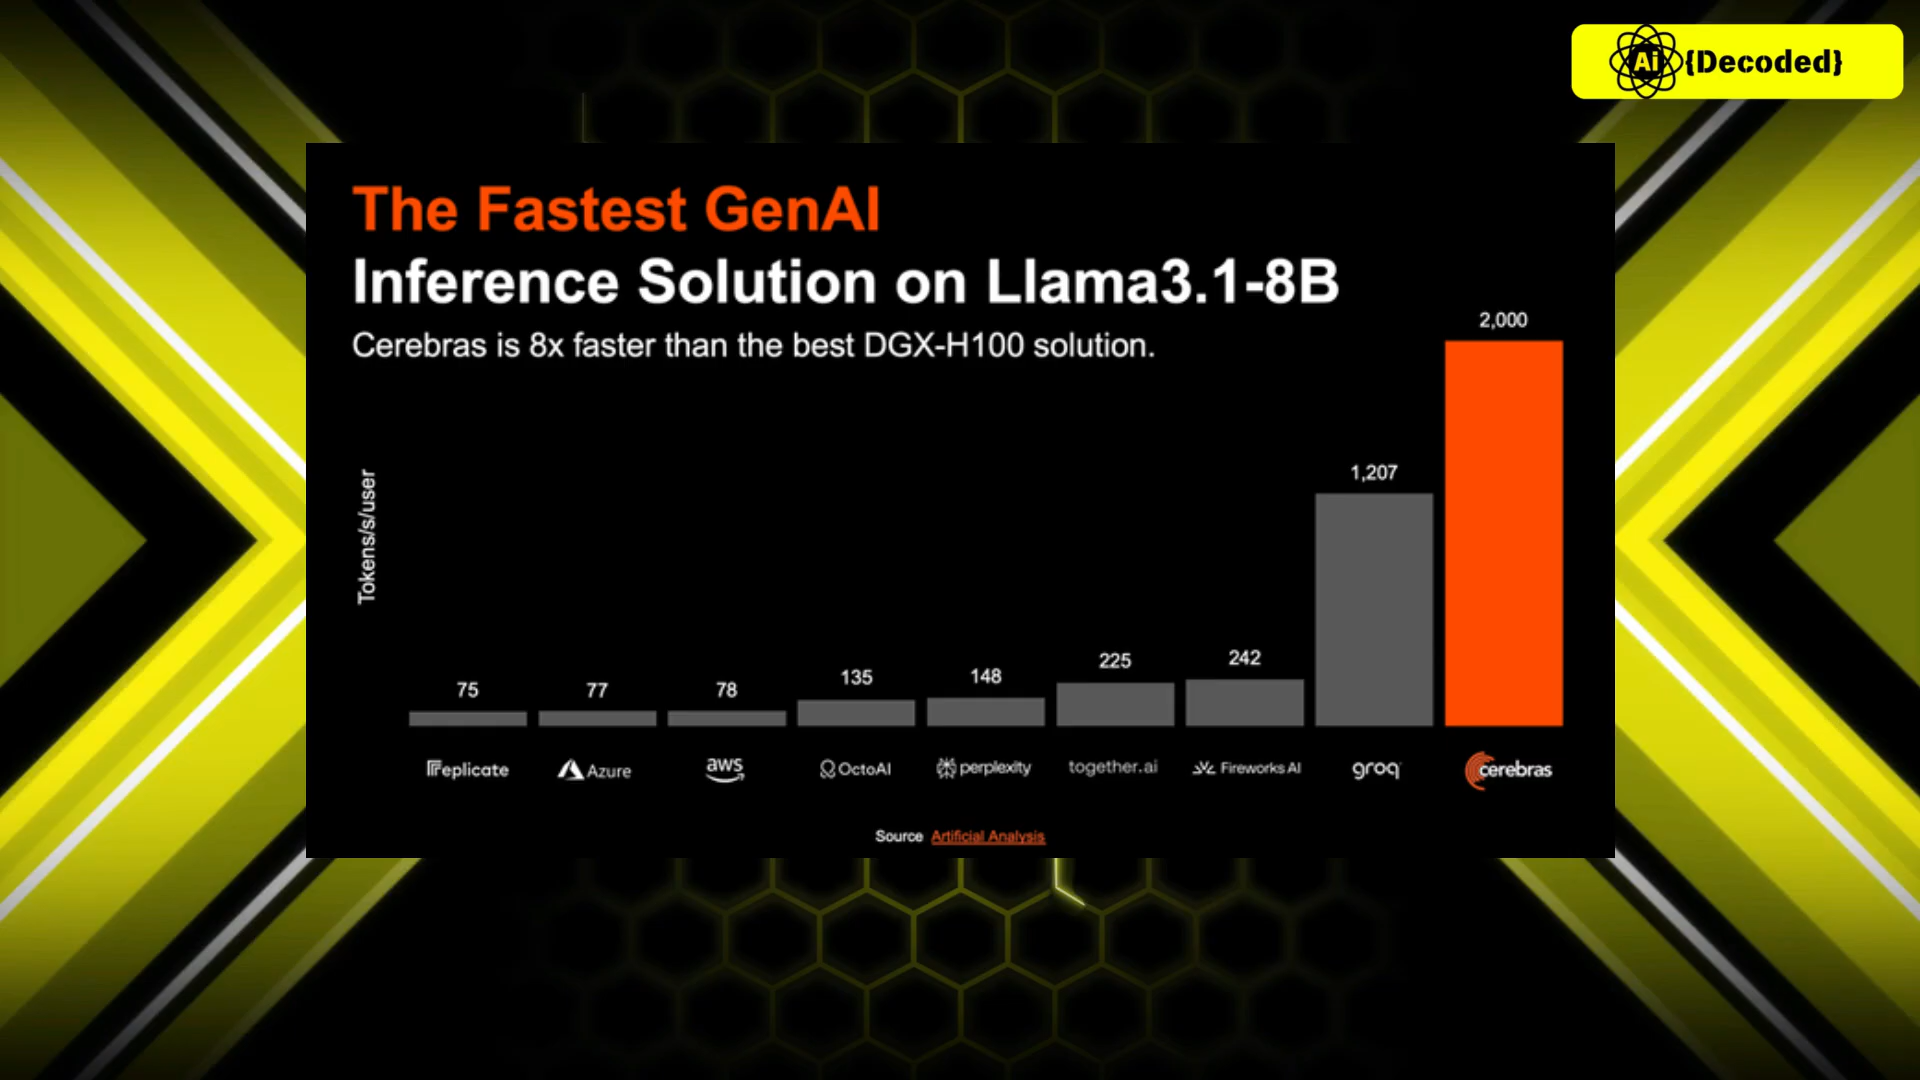 Ai {Decoded}
The Fastest GenAI
Inference Solution on Llama3.1-8B
Cerebras is 8x faster than the best DGX-H100 solution.
Tokens/s/user
75
77
78
135
148
225
242
1,207
2,000
Replicate
Azure
aws
OctoAI
perplexity
together.ai
Fireworks AI
groq
cerebras
Source Artificial Analysis